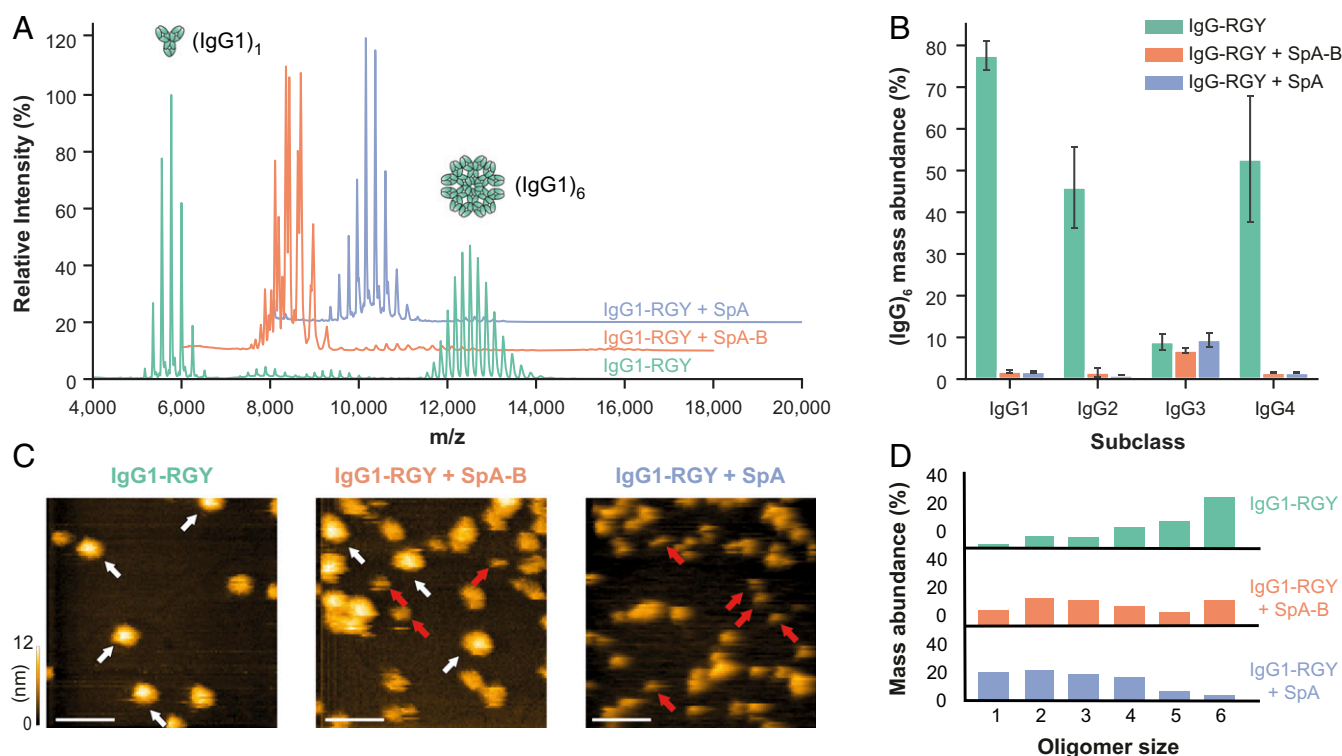 A
(IgG1)1
(IgG1)6
Relative Intensity (%)
120
100
80
60
40
20
0
IgG1-RGY + SpA
IgG1-RGY + SpA-B
IgG1-RGY
4,000
6,000
8,000
10,000
12,000
14,000
16,000
18,000
20,000
m/z
B
IgG-RGY
IgG-RGY + SpA-B
IgG-RGY + SpA
(IgG)6 mass abundance (%)
80
70
60
50
40
30
20
10
0
IgG1
IgG2
IgG3
IgG4
Subclass
C
IgG1-RGY
IgG1-RGY + SpA-B
IgG1-RGY + SpA
12
(nm)
0
D
Mass abundance (%)
40
20
0
IgG1-RGY
40
20
0
IgG1-RGY
+ SpA-B
40
20
0
IgG1-RGY
+ SpA
1
2
3
4
5
6
Oligomer size